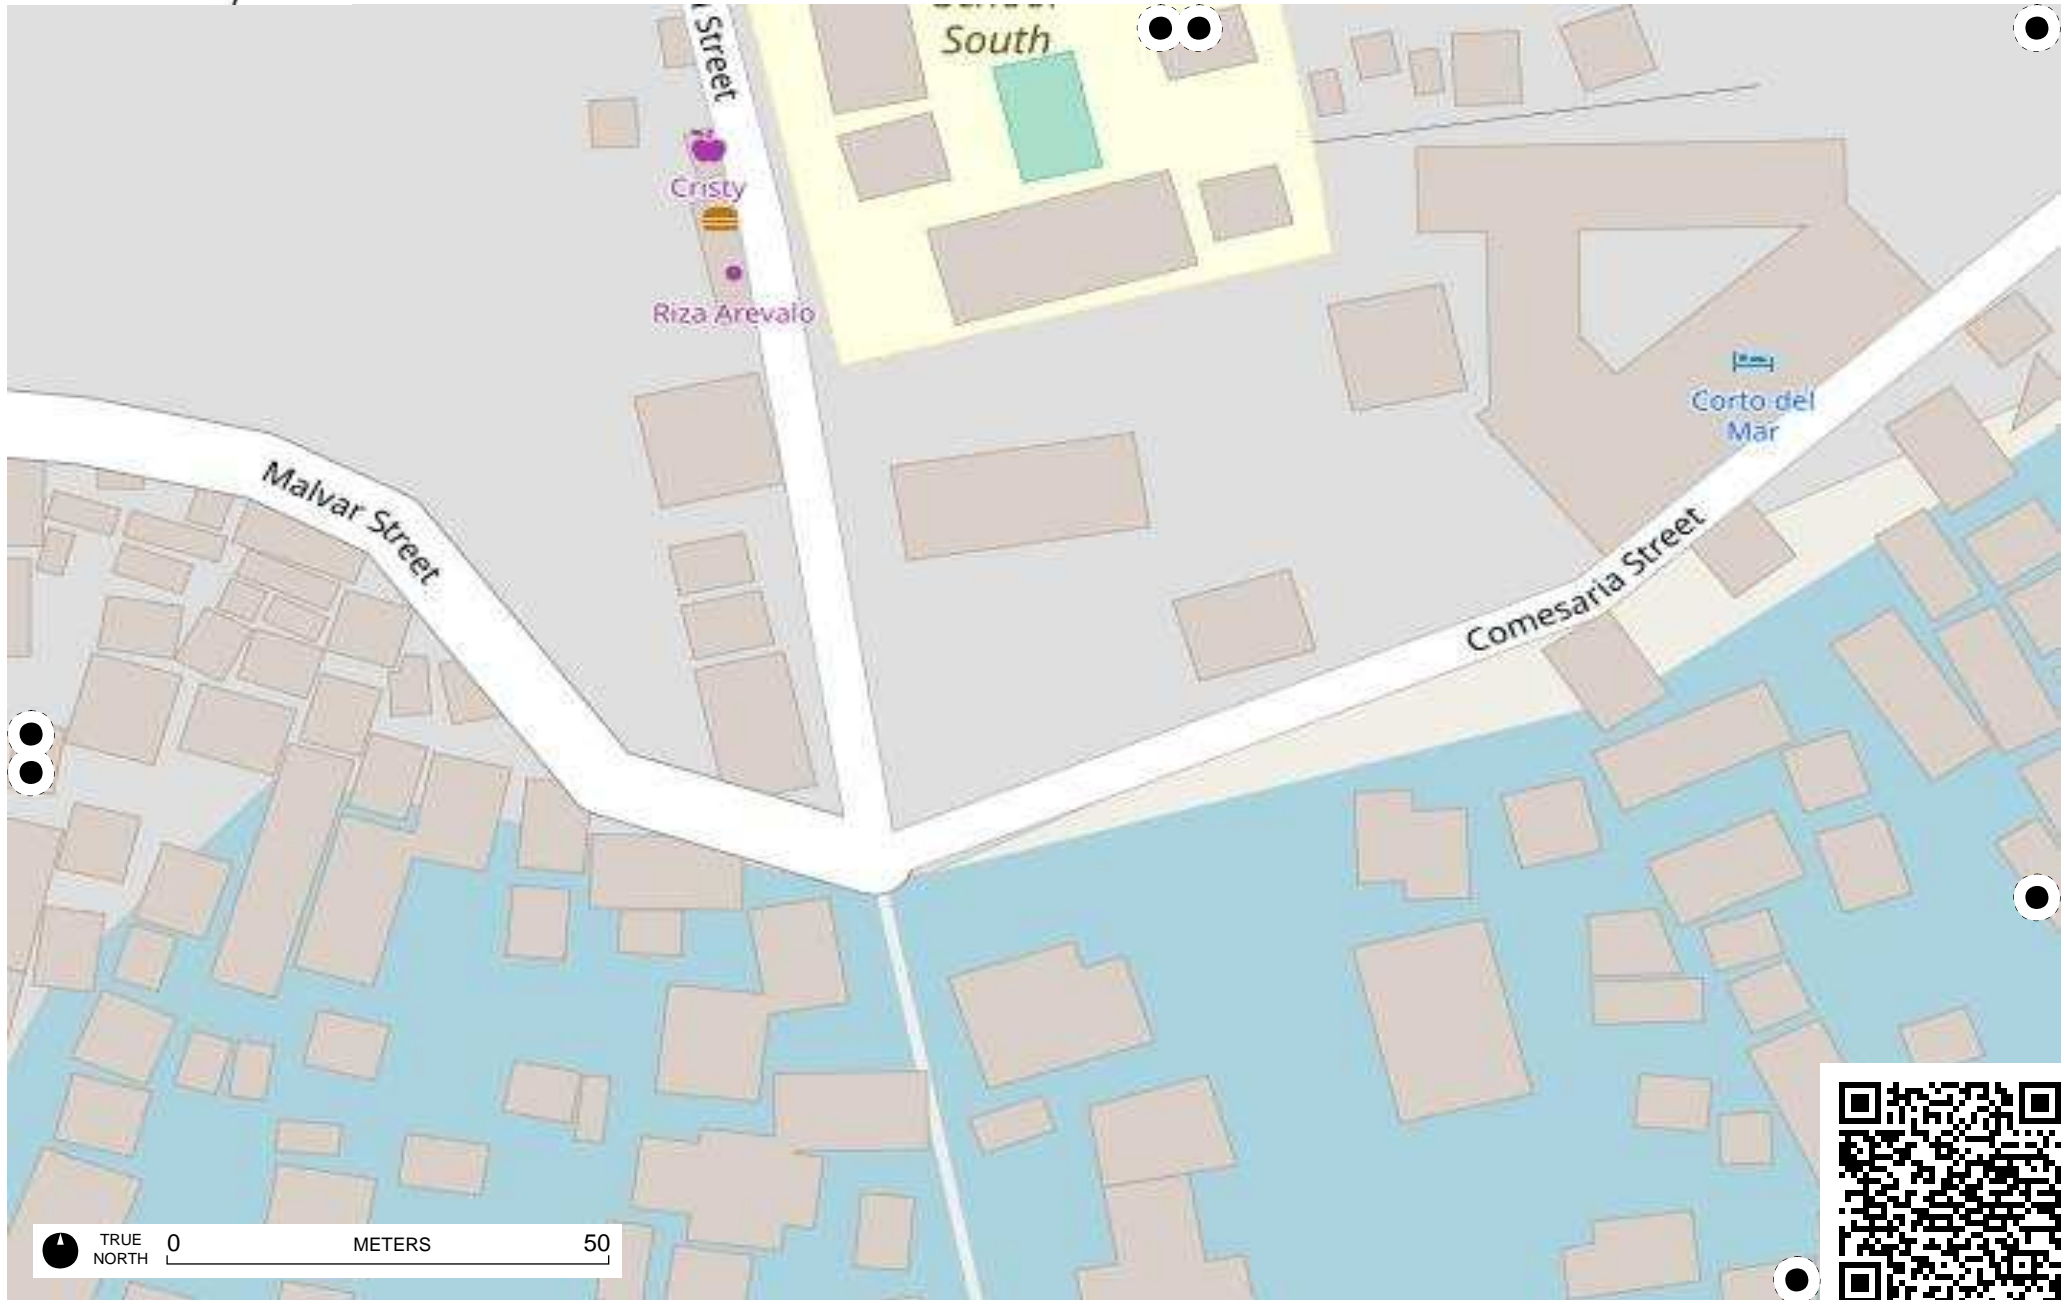 Street
South
Cristy
Riza Arevalo
Corto del
Mar
Malvar Street
Comesaria Street
TRUE
NORTH
0 METERS 50